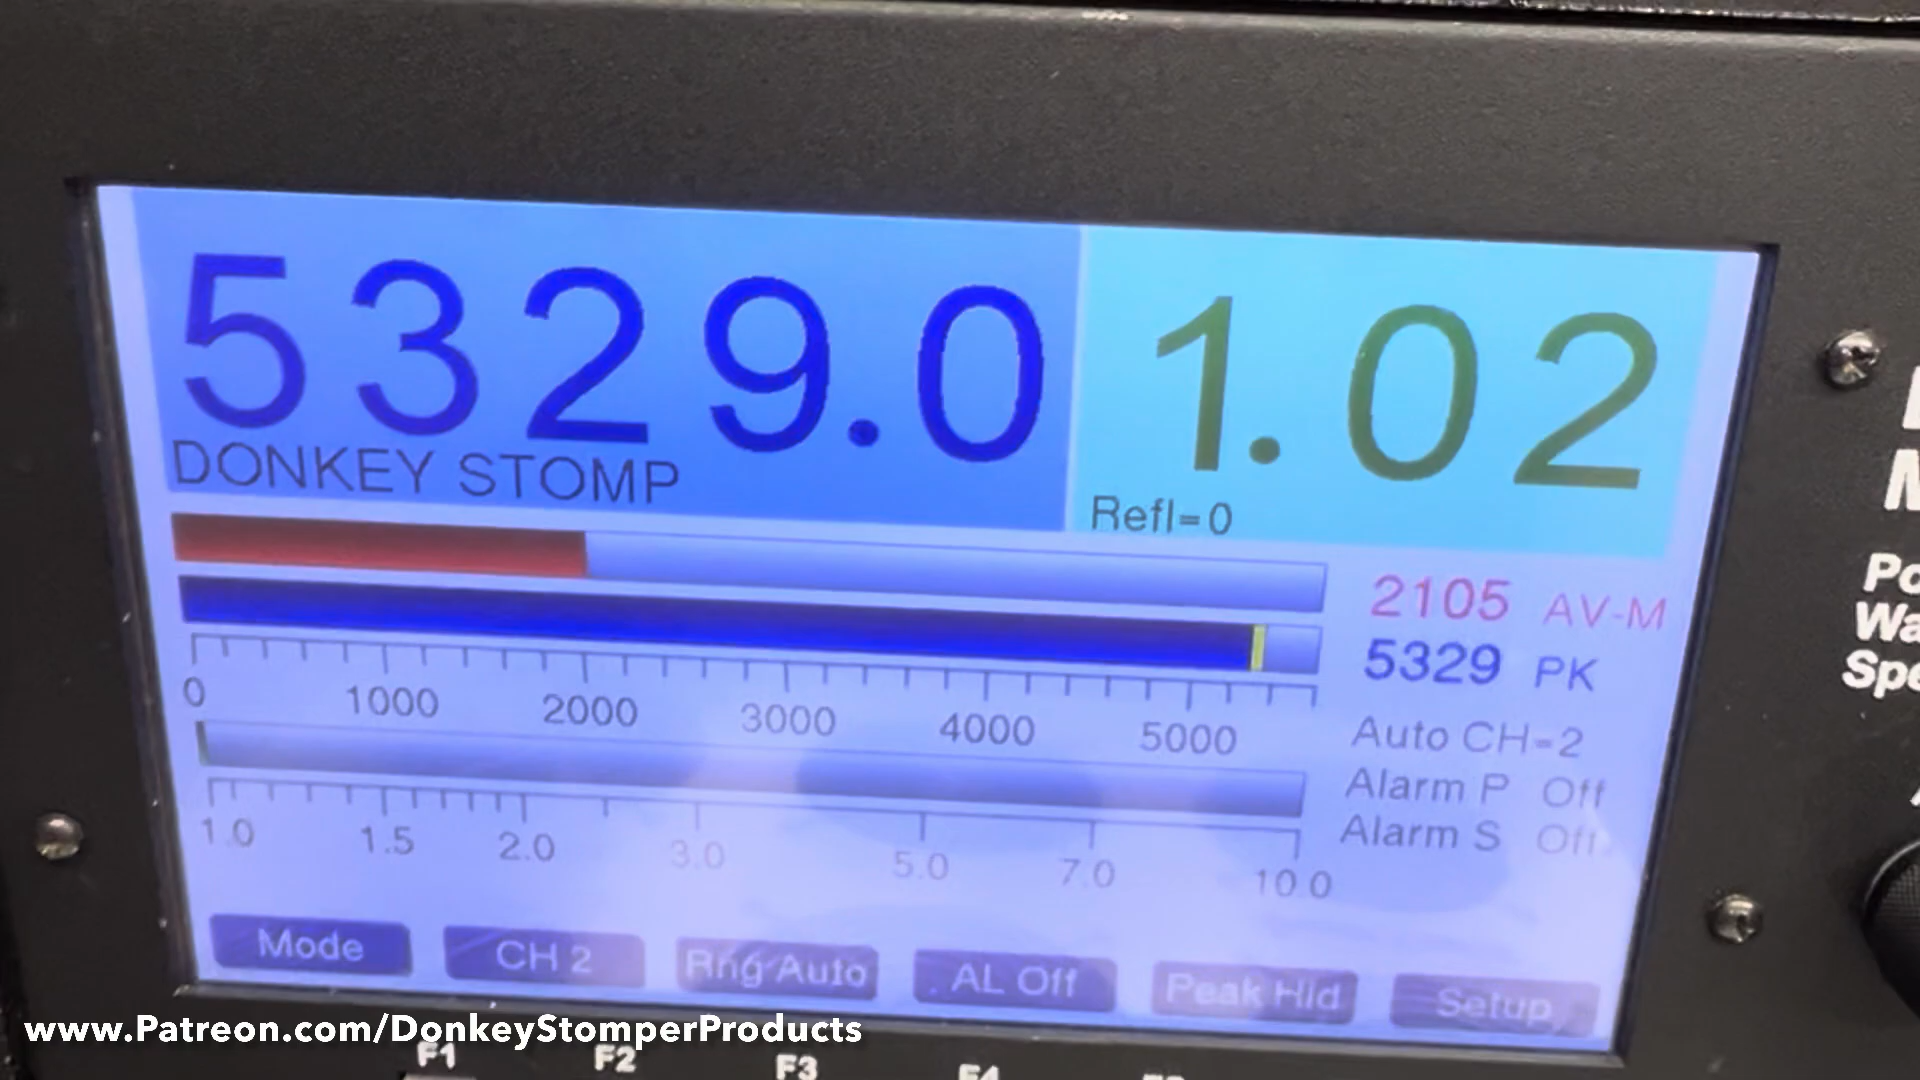 5329.0
DONKEY STOMP
1.02
Refl=0
2105 AV-M
5329 PK
0 1000 2000 3000 4000 5000
Auto CH=2
Alarm P Off
Alarm S Off
1.0 1.5 2.0 3.0 5.0 7.0 10 0
Mode
CH 2
Rng Auto
AL Off
Peak Hld
Setup
Po
Wa
Spe
www.Patreon.com/DonkeyStomperProducts
F1 F2 F3 F4